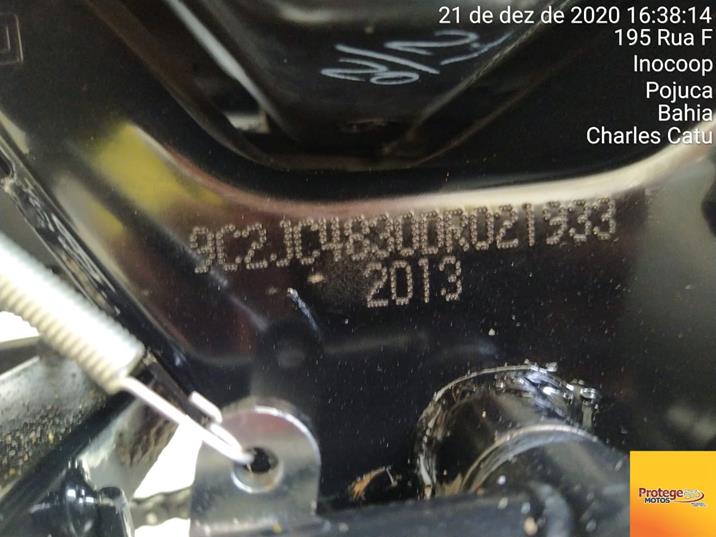 21 de dez de 2020 16:38:14
195 Rua F
Inocoop
Pojuca
Bahia
Charles Catu
9C2JC4830DR021933
2013
Protege
MOTOS